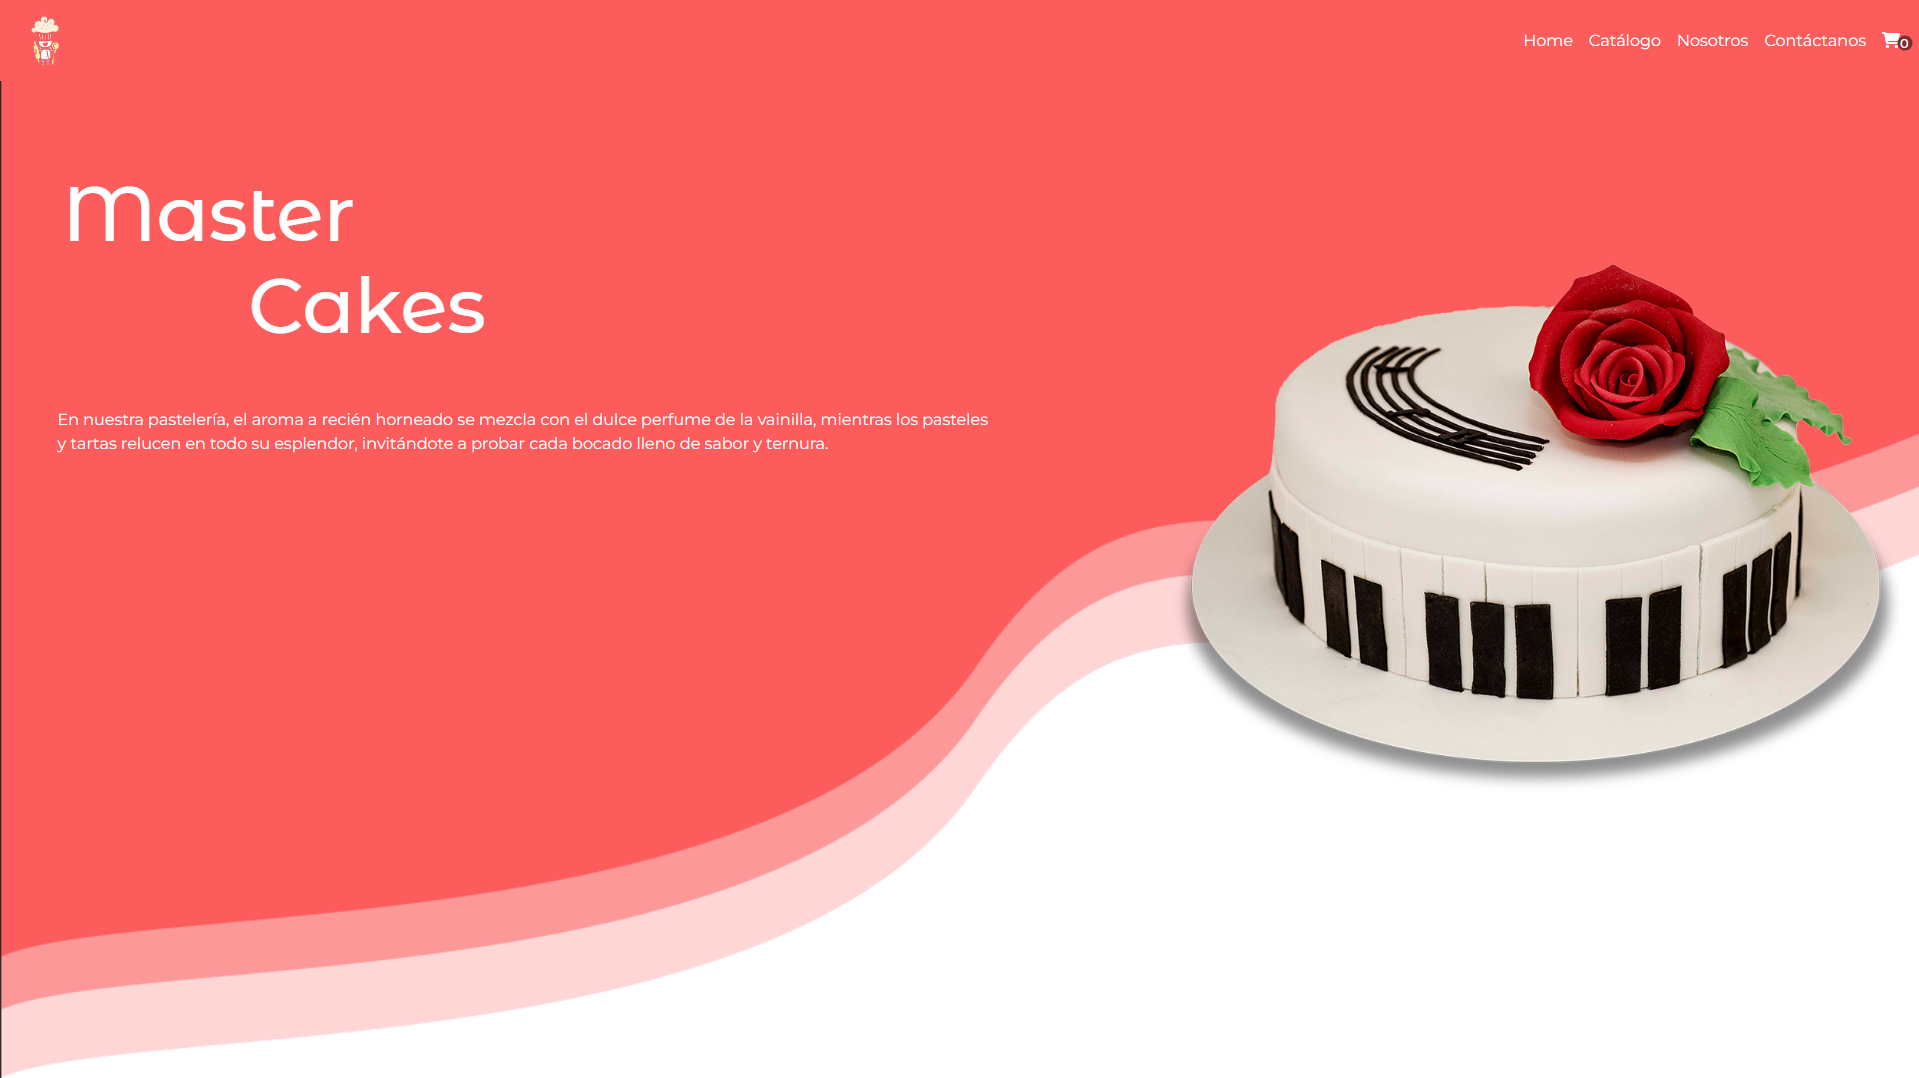 Home Catálogo Nosotros Contáctanos 0
Master
Cakes
En nuestra pastelería, el aroma a recién horneado se mezcla con el dulce perfume de la vainilla, mientras los pasteles
y tartas relucen en todo su esplendor, invitándote a probar cada bocado lleno de sabor y ternura.